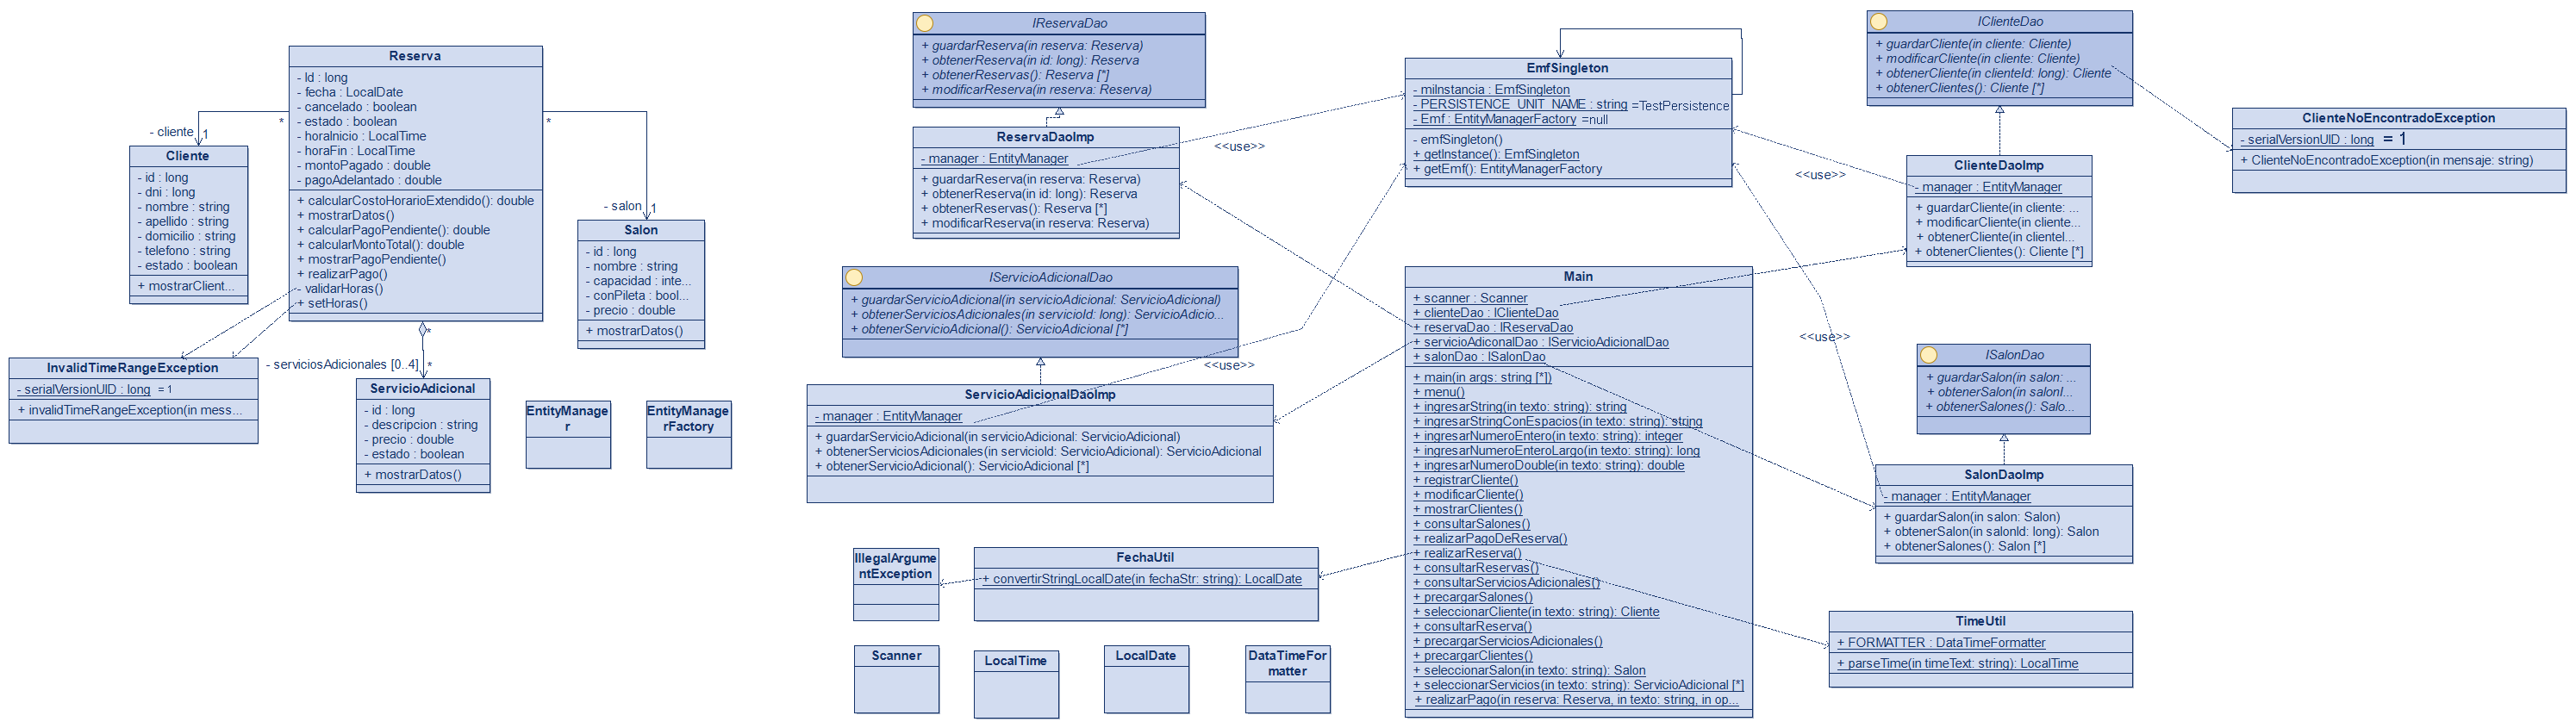 Reserva
- Id : long
- fecha : LocalDate
- cancelado : boolean
- estado : boolean
- horaInicio : LocalTime
- horaFin : LocalTime
- montoPagado : double
- pagoAdelantado : double
+ calcularCostoHorarioExtendido(): double
+ mostrarDatos()
+ calcularPagoPendiente(): double
+ calcularMontoTotal(): double
+ mostrarPagoPendiente()
+ realizarPago()
- validarHoras()
+ setHoras()
*
- cliente
1
*
- salon
1
*
- serviciosAdicionales [0..4]
*
Cliente
- id : long
- dni : long
- nombre : string
- apellido : string
- domicilio : string
- telefono : string
- estado : boolean
+ mostrarClient...
Salon
- id : long
- nombre : string
- capacidad : inte...
- conPileta : bool...
- precio : double
+ mostrarDatos()
InvalidTimeRangeException
- serialVersionUID : long = 1
+ invalidTimeRangeException(in mess...
ServicioAdicional
- id : long
- descripcion : string
- precio : double
- estado : boolean
+ mostrarDatos()
EntityManage
r
EntityManage
rFactory
IReservaDao
+ guardarReserva(in reserva: Reserva)
+ obtenerReserva(in id: long): Reserva
+ obtenerReservas(): Reserva [*]
+ modificarReserva(in reserva: Reserva)
ReservaDaoImp
- manager : EntityManager
+ guardarReserva(in reserva: Reserva)
+ obtenerReserva(in id: long): Reserva
+ obtenerReservas(): Reserva [*]
+ modificarReserva(in reserva: Reserva)
<<use>>
IServicioAdicionalDao
+ guardarServicioAdicional(in servicioAdicional: ServicioAdicional)
+ obtenerServiciosAdicionales(in servicioId: long): ServicioAdicio...
+ obtenerServicioAdicional(): ServicioAdicional [*]
<<use>>
ServicioAdicionalDaoImp
- manager : EntityManager
+ guardarServicioAdicional(in servicioAdicional: ServicioAdicional)
+ obtenerServiciosAdicionales(in servicioId: ServicioAdicional): ServicioAdicional
+ obtenerServicioAdicional(): ServicioAdicional [*]
IllegalArgume
ntException
FechaUtil
+ convertirStringLocalDate(in fechaStr: string): LocalDate
Scanner
LocalTime
LocalDate
DataTimeFor
matter
EmfSingleton
- miInstancia : EmfSingleton
- PERSISTENCE_UNIT_NAME : string =TestPersistence
- Emf : EntityManagerFactory =null
- emfSingleton()
+ getInstance(): EmfSingleton
+ getEmf(): EntityManagerFactory
Main
+ scanner : Scanner
+ clienteDao : IClienteDao
+ reservaDao : IReservaDao
+ servicioAdiconalDao : IServicioAdicionalDao
+ salonDao : ISalonDao
+ main(in args: string [*])
+ menu()
+ ingresarString(in texto: string): string
+ ingresarStringConEspacios(in texto: string): string
+ ingresarNumeroEntero(in texto: string): integer
+ ingresarNumeroEnteroLargo(in texto: string): long
+ ingresarNumeroDouble(in texto: string): double
+ registrarCliente()
+ modificarCliente()
+ mostrarClientes()
+ consultarSalones()
+ realizarPagoDeReserva()
+ realizarReserva()
+ consultarReservas()
+ consultarServiciosAdicionales()
+ precargarSalones()
+ seleccionarCliente(in texto: string): Cliente
+ consultarReserva()
+ precargarServiciosAdicionales()
+ precargarClientes()
+ seleccionarSalon(in texto: string): Salon
+ seleccionarServicios(in texto: string): ServicioAdicional [*]
+ realizarPago(in reserva: Reserva, in texto: string, in op...
IClienteDao
+ guardarCliente(in cliente: Cliente)
+ modificarCliente(in cliente: Cliente)
+ obtenerCliente(in clienteId: long): Cliente
+ obtenerClientes(): Cliente [*]
<<use>>
ClienteDaoImp
- manager : EntityManager
+ guardarCliente(in cliente: ...
+ modificarCliente(in cliente...
+ obtenerCliente(in clienteI...
+ obtenerClientes(): Cliente [*]
ClienteNoEncontradoException
- serialVersionUID : long = 1
+ ClienteNoEncontradoException(in mensaje: string)
<<use>>
ISalonDao
+ guardarSalon(in salon: ...
+ obtenerSalon(in salonI...
+ obtenerSalones(): Salo...
SalonDaoImp
- manager : EntityManager
+ guardarSalon(in salon: Salon)
+ obtenerSalon(in salonId: long): Salon
+ obtenerSalones(): Salon [*]
TimeUtil
+ FORMATTER : DataTimeFormatter
+ parseTime(in timeText: string): LocalTime